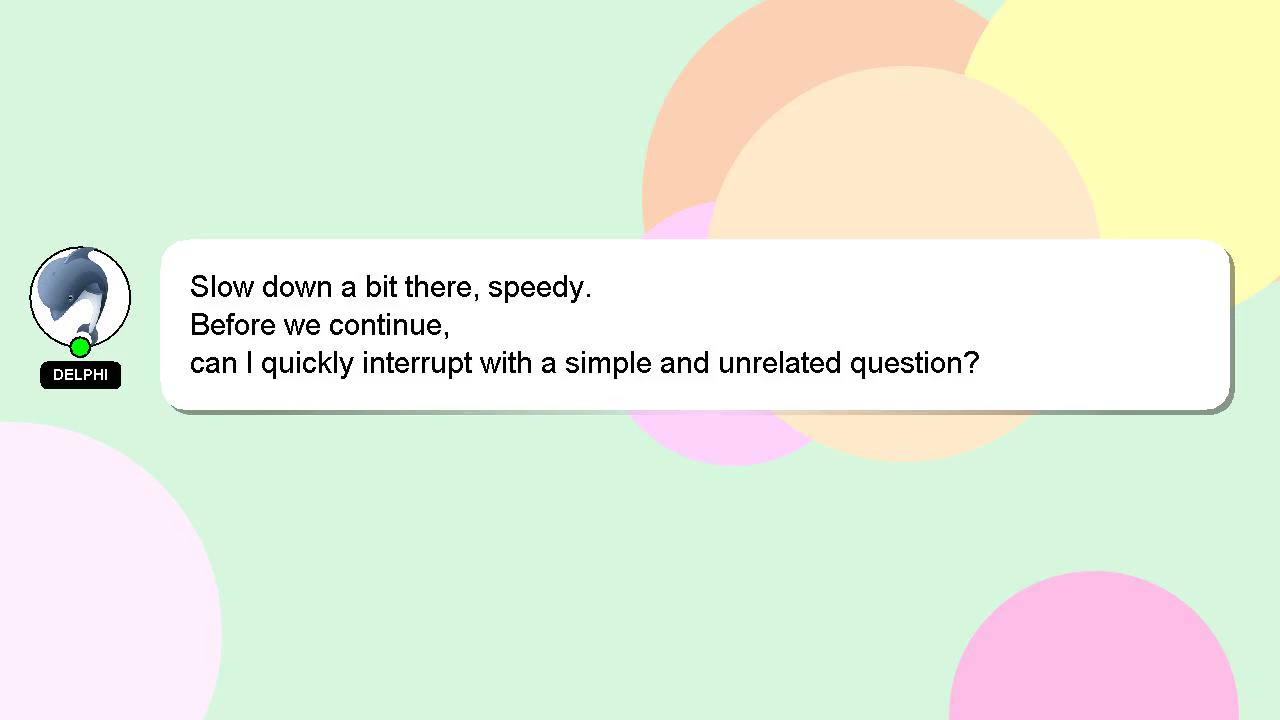 Slow down a bit there, speedy.
Before we continue,
can I quickly interrupt with a simple and unrelated question?
DELPHI